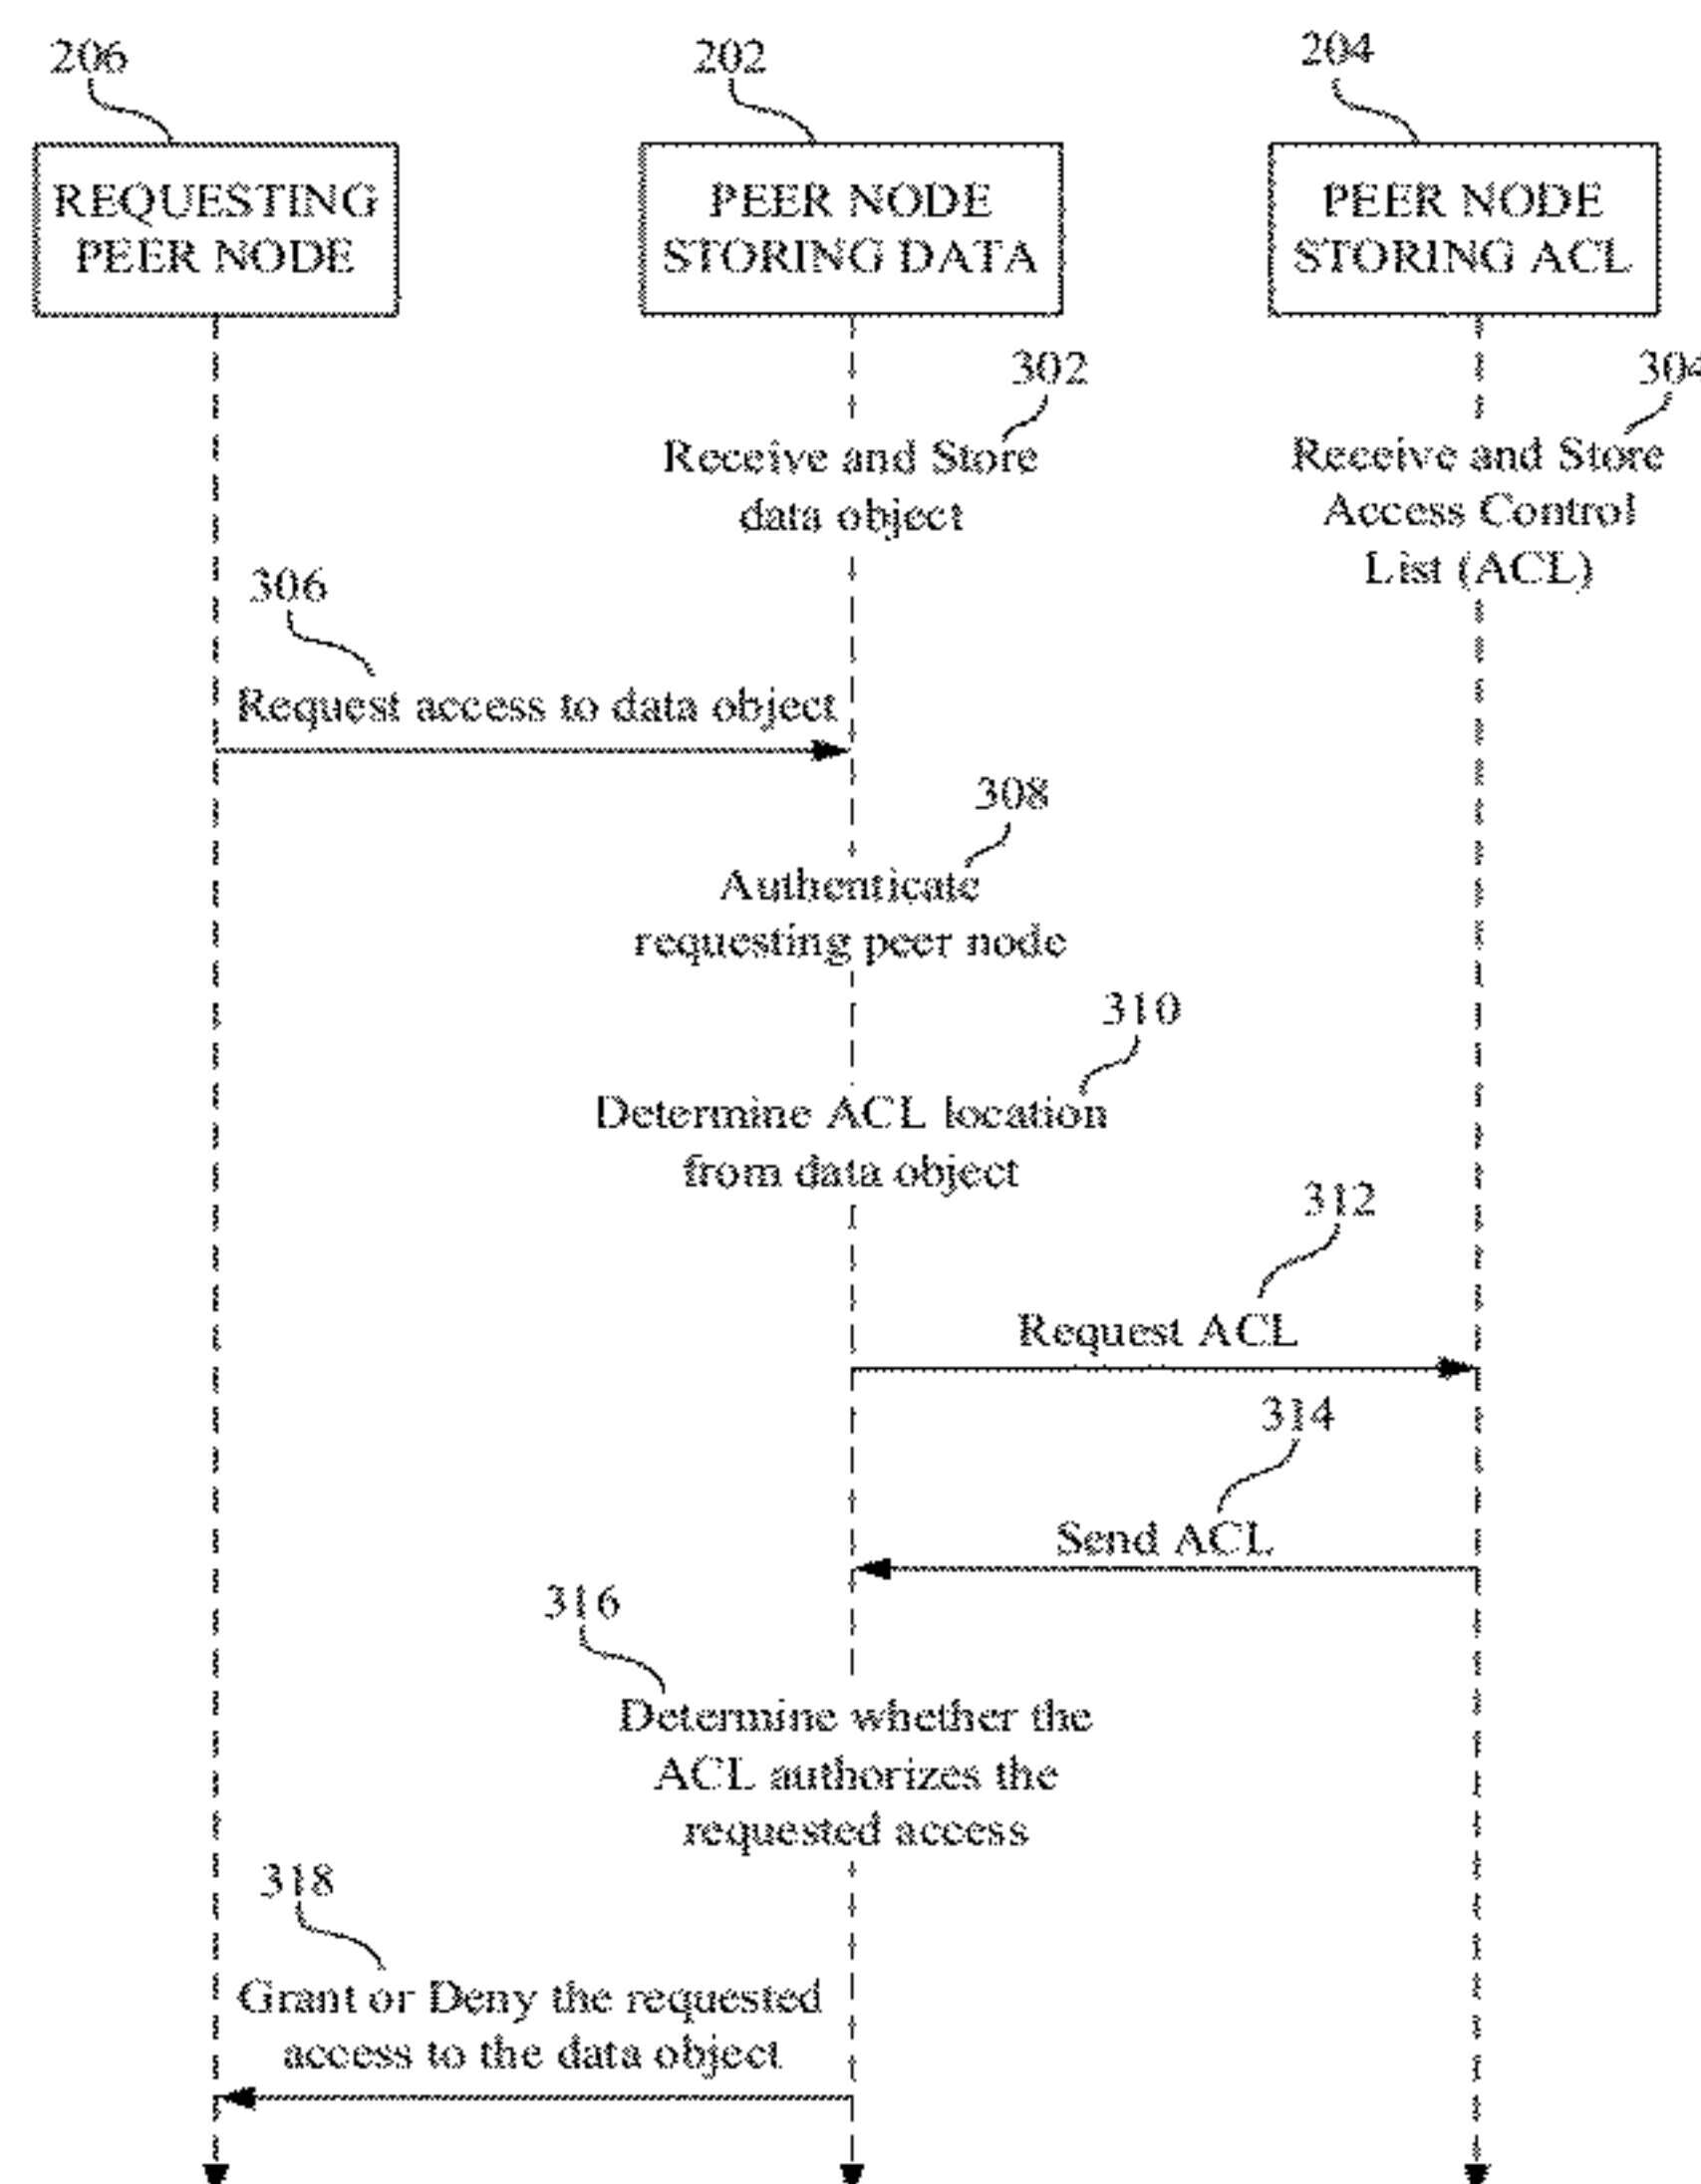 206
202
204
REQUESTING
PEER NODE
PEER NODE
STORING DATA
PEER NODE
STORING ACL
302
304
Receive and Store
data object
Receive and Store
Access Control
List (ACL)
306
Request access to data object
308
Authenticate
requesting peer node
310
Determine ACL location
from data object
312
Request ACL
314
Send ACL
316
Determine whether the
ACL authorizes the
requested access
318
Grant or Deny the requested
access to the data object